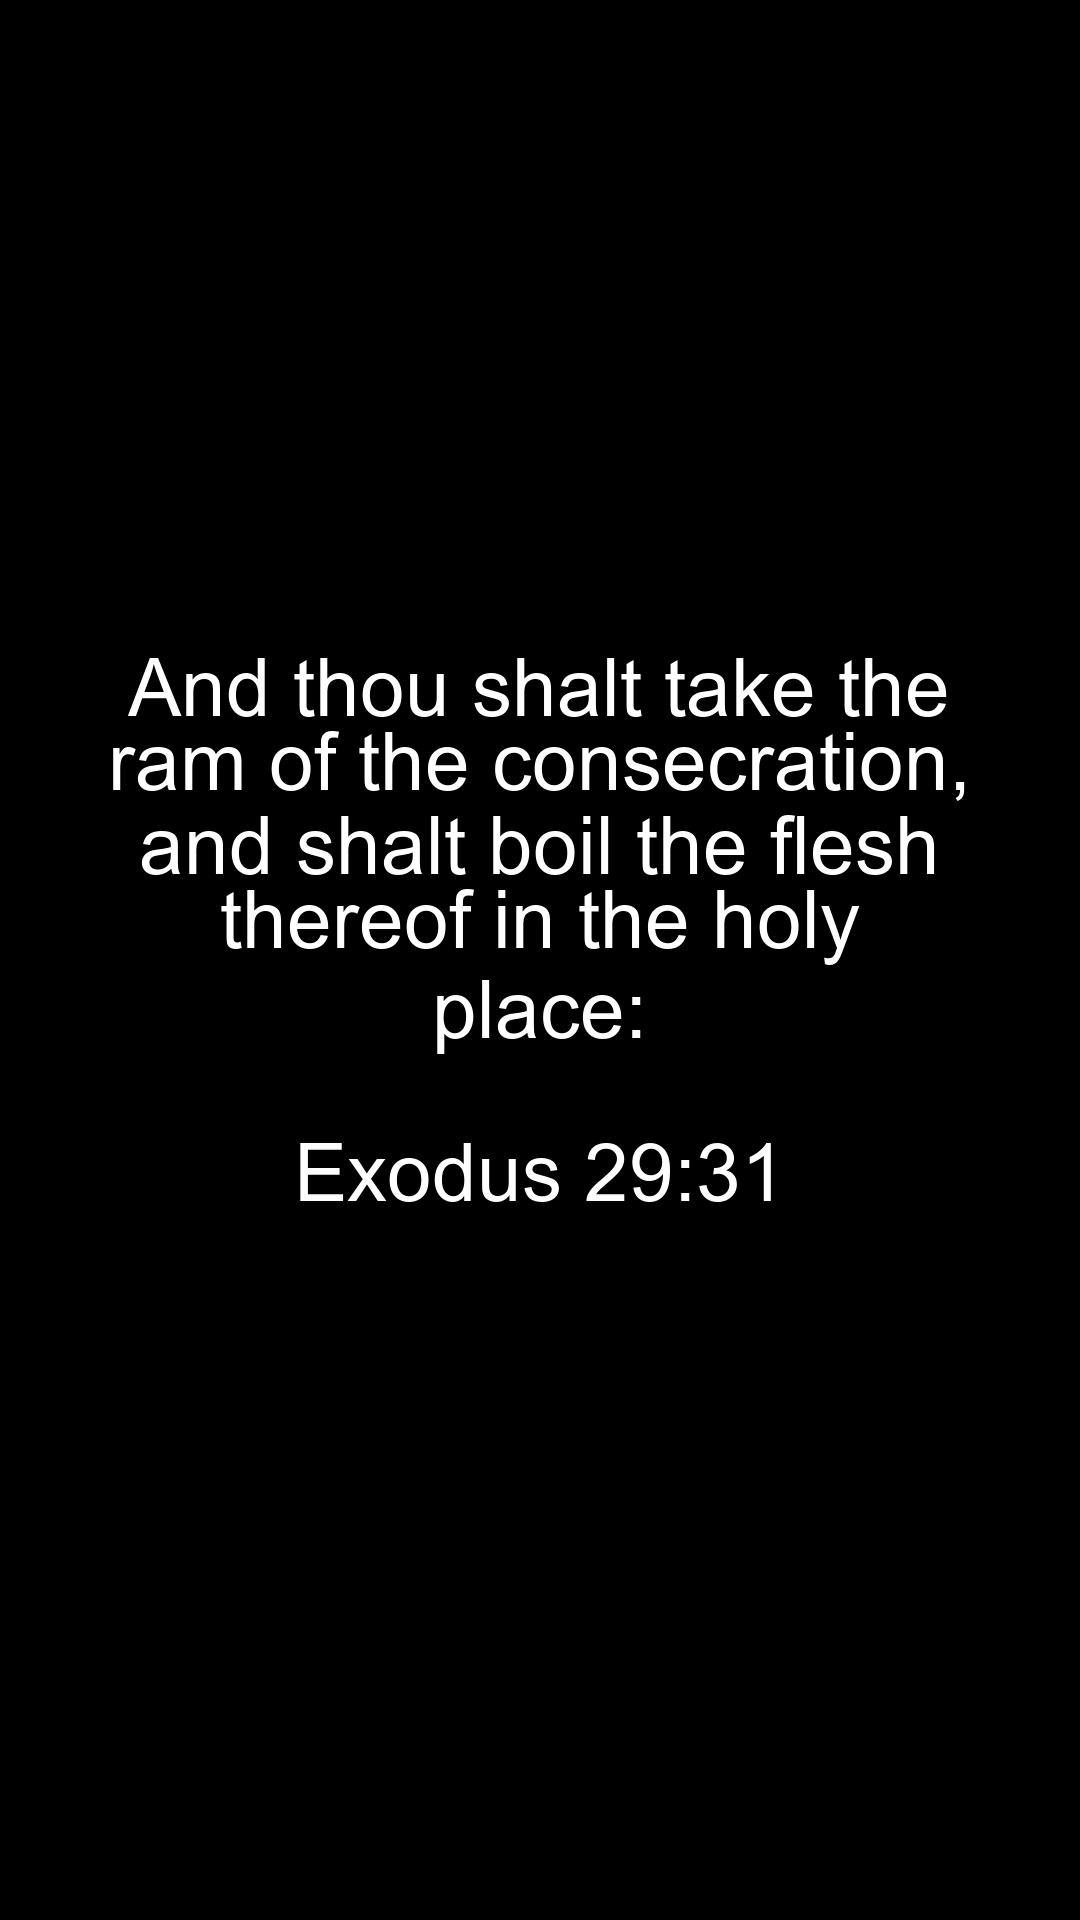 And thou shalt take the
ram of the consecration,
and shalt boil the flesh
thereof in the holy
place:
Exodus 29:31